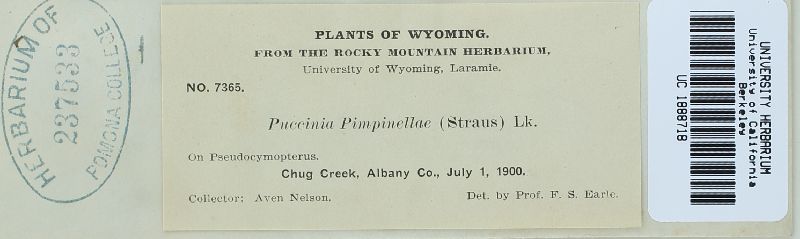 HERBARIUM OF
237533
POMONA COLLEGE
PLANTS OF WYOMING.
FROM THE ROCKY MOUNTAIN HERBARIUM,
University of Wyoming, Laramie.
NO. 7365.
Puccinia Pimpinellae (Straus) Lk.
On Pseudocymopterus.
Chug Creek, Albany Co., July 1, 1900.
Collector: Aven Nelson. Det. by Prof. F. S. Earle.
UNIVERSITY HERBARIUM
University of California
Berkeley
UC 1888718